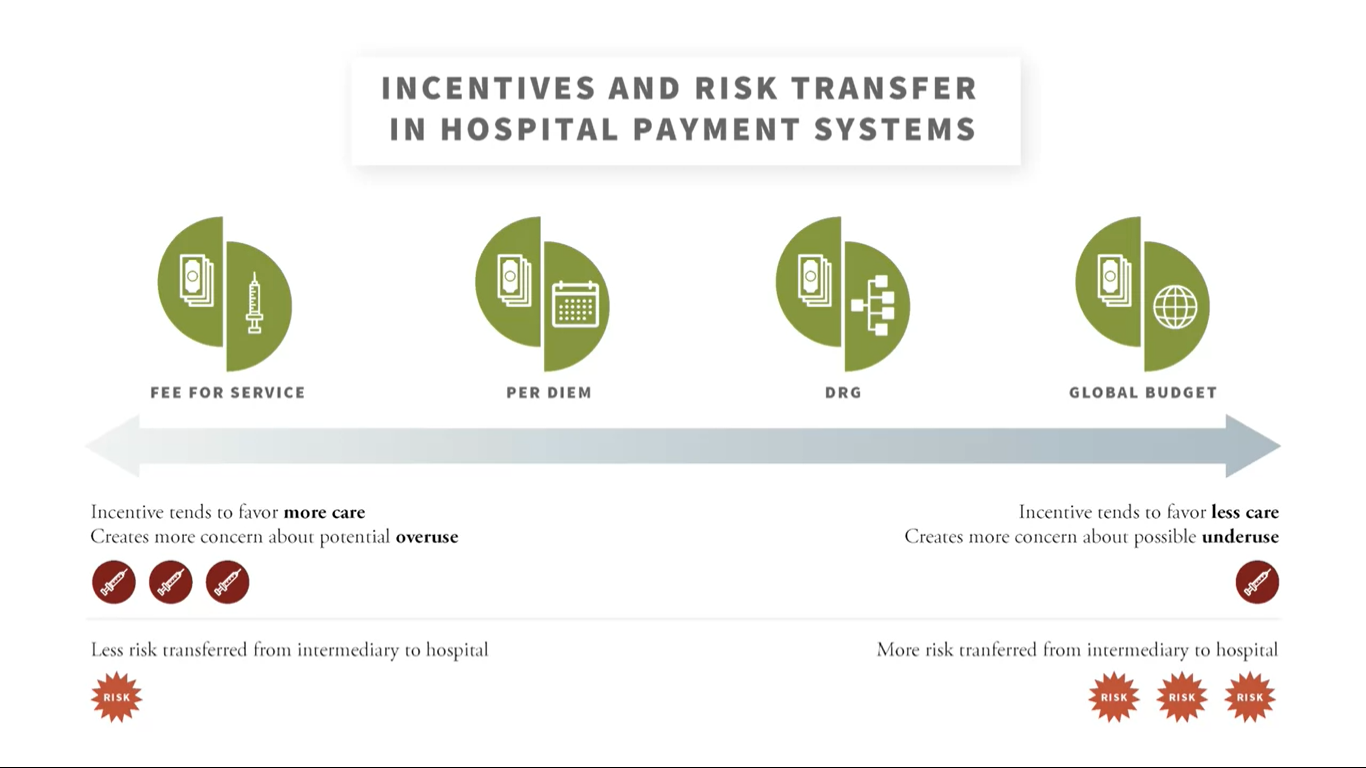 INCENTIVES AND RISK TRANSFER
IN HOSPITAL PAYMENT SYSTEMS
FEE FOR SERVICE
PER DIEM
DRG
GLOBAL BUDGET
Incentive tends to favor more care
Creates more concern about potential overuse
Incentive tends to favor less care
Creates more concern about possible underuse
Less risk transferred from intermediary to hospital
RISK
More risk tranferred from intermediary to hospital
RISK
RISK
RISK